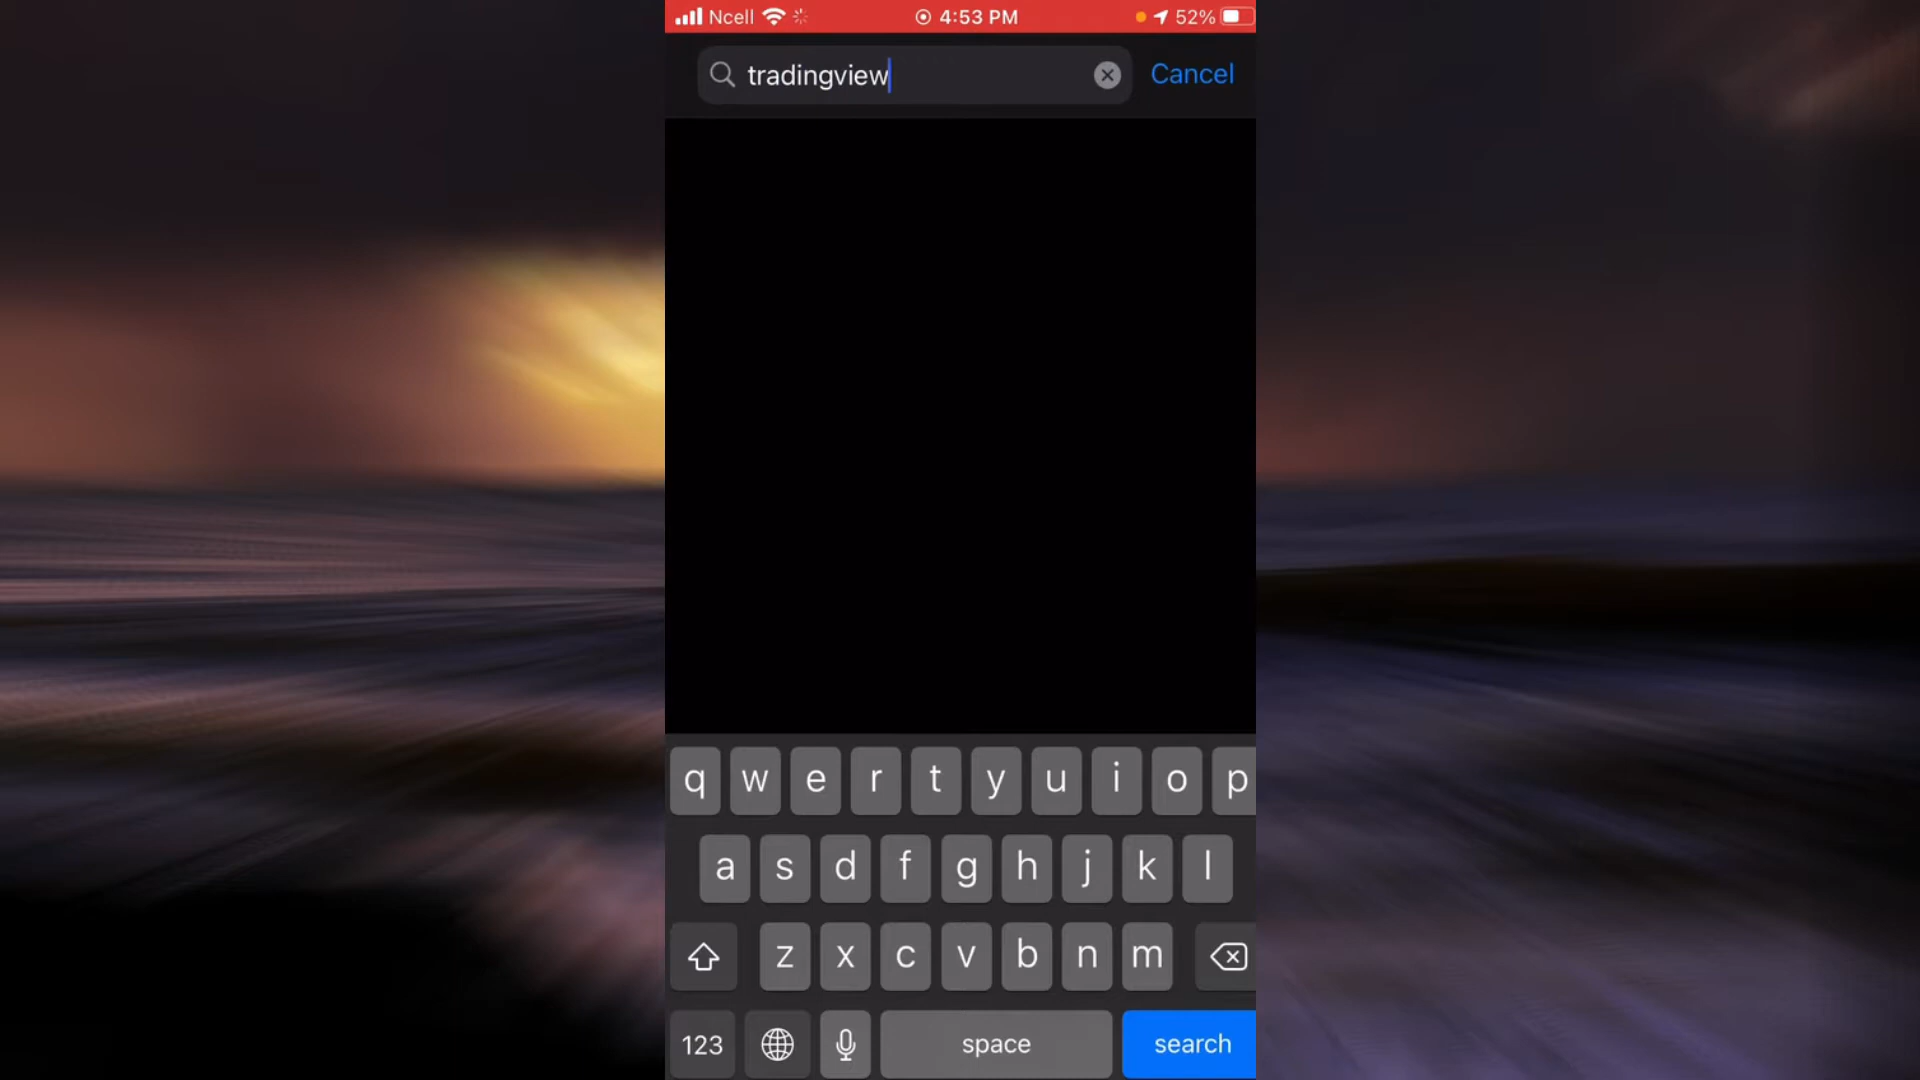 Ncell 4:53 PM 52%
tradingview Cancel
q w e r t y u i o p
a s d f g h j k l
z x c v b n m
123 space search